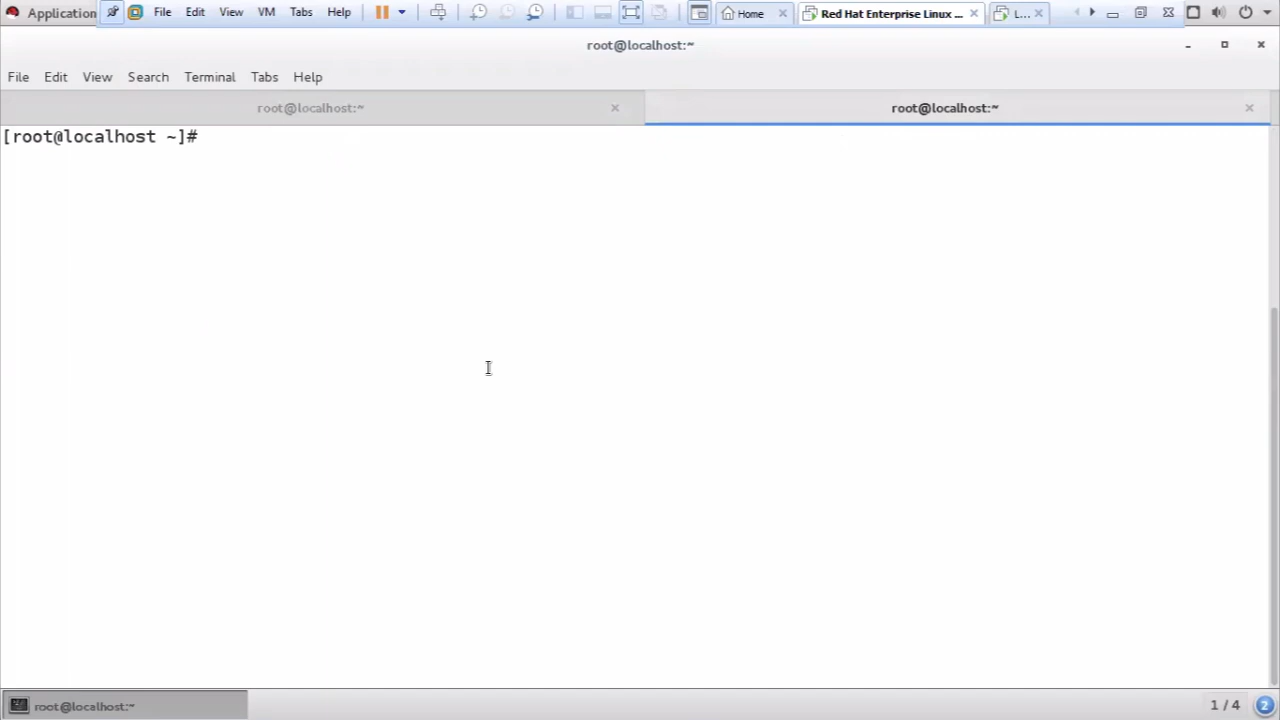 Application File Edit View VM Tabs Help Home Red Hat Enterprise Linux ... L...
root@localhost:~
File Edit View Search Terminal Tabs Help
root@localhost:~ root@localhost:~
[root@localhost ~]#
root@localhost:~ 1 / 4 2